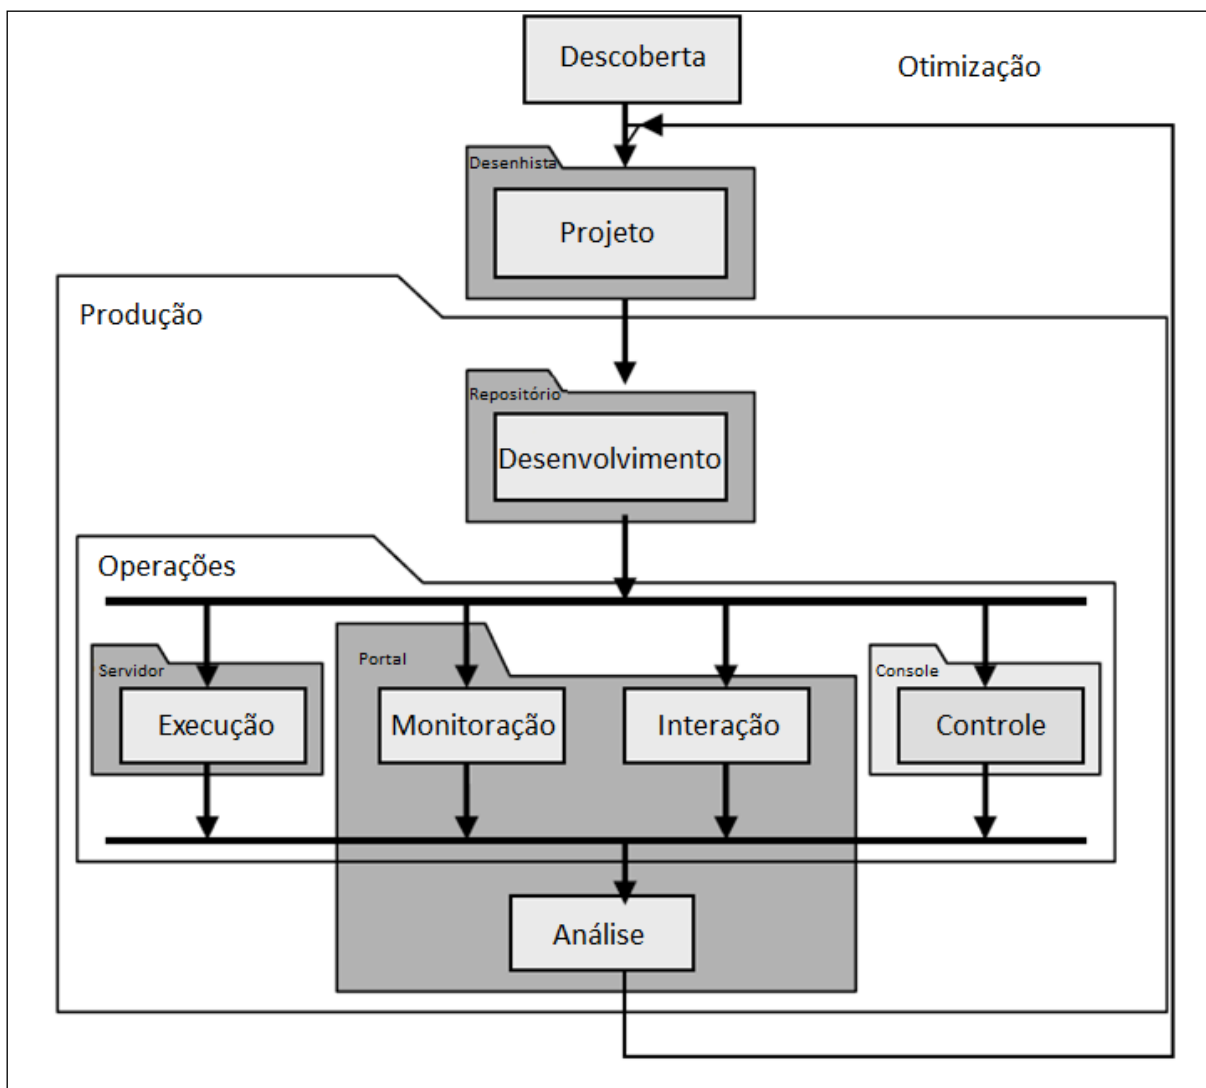 Descoberta
Otimização
Desenhista
Projeto
Produção
Repositório
Desenvolvimento
Operações
Servidor
Execução
Portal
Monitoração
Interação
Console
Controle
Análise